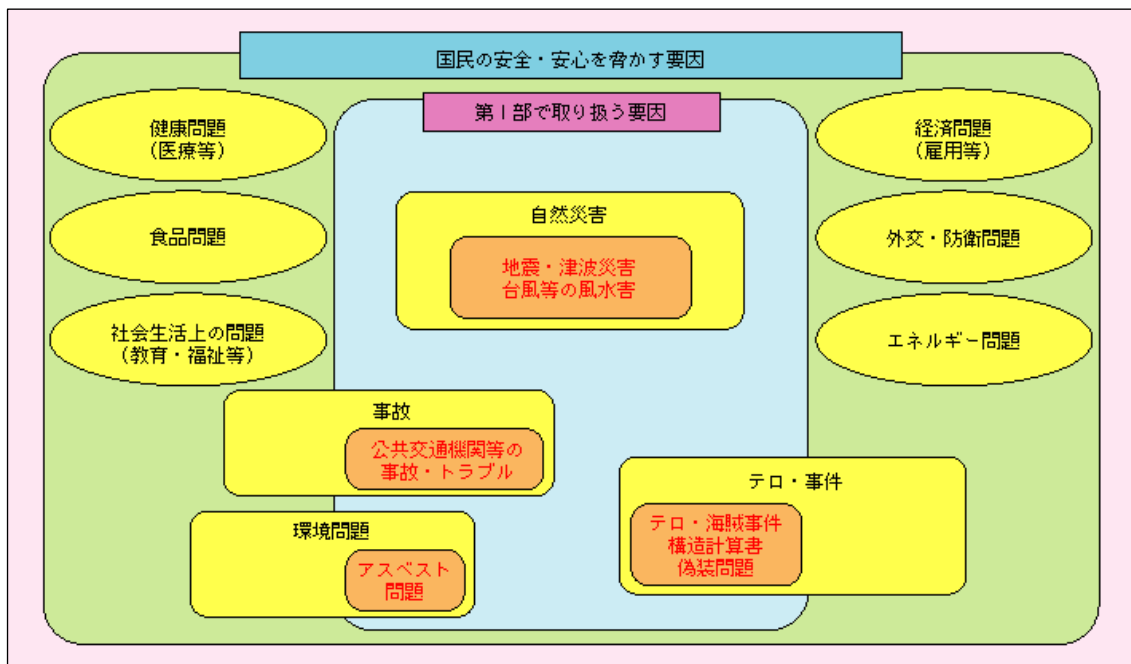 国民の安全・安心を脅かす要因
第Ⅰ部で取り扱う要因
健康問題
（医療等）
食品問題
社会生活上の問題
（教育・福祉等）
経済問題
（雇用等）
外交・防衛問題
エネルギー問題
自然災害
地震・津波災害
台風等の風水害
事故
公共交通機関等の
事故・トラブル
環境問題
アスベスト
問題
テロ・事件
テロ・海賊事件
構造計算書
偽装問題